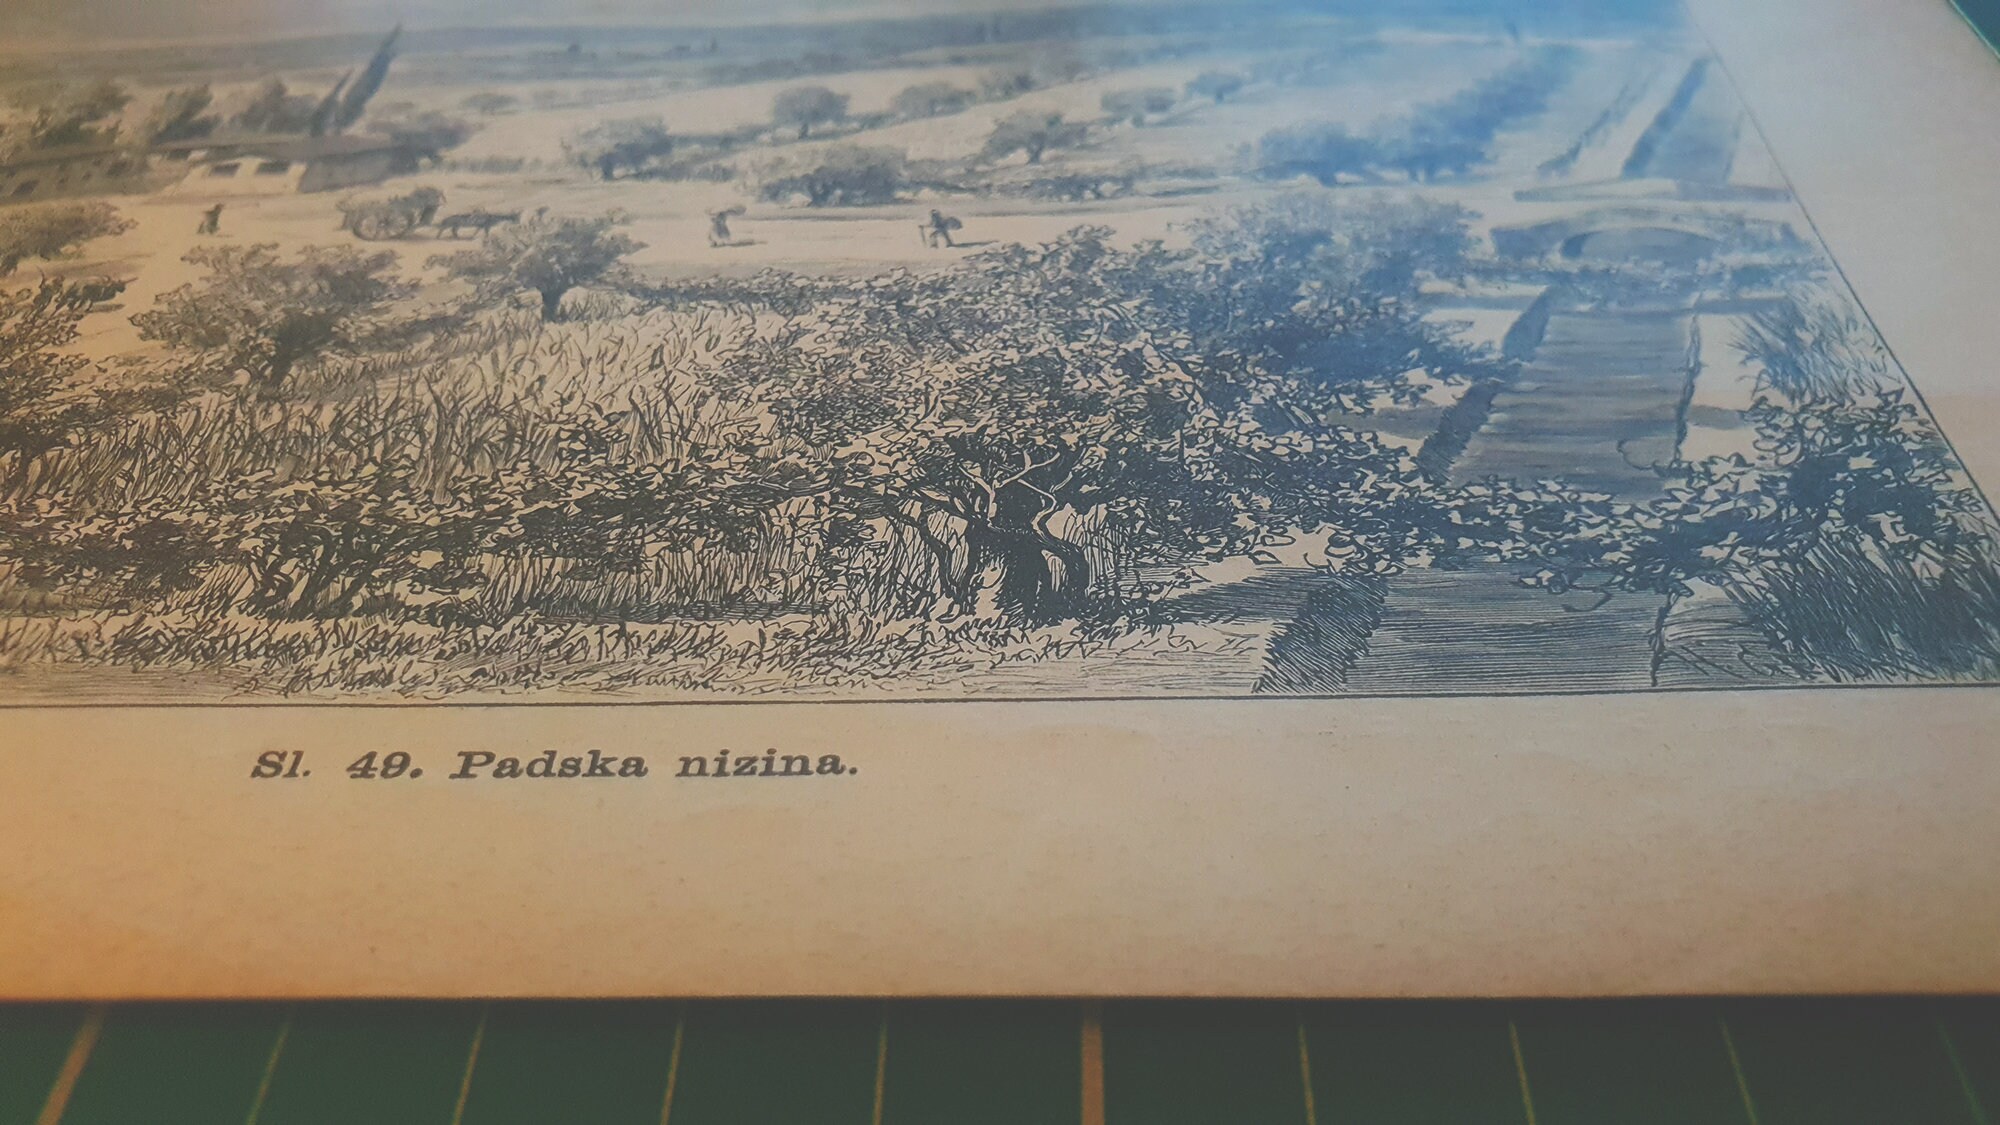 Sl. 49. Padska nizina.